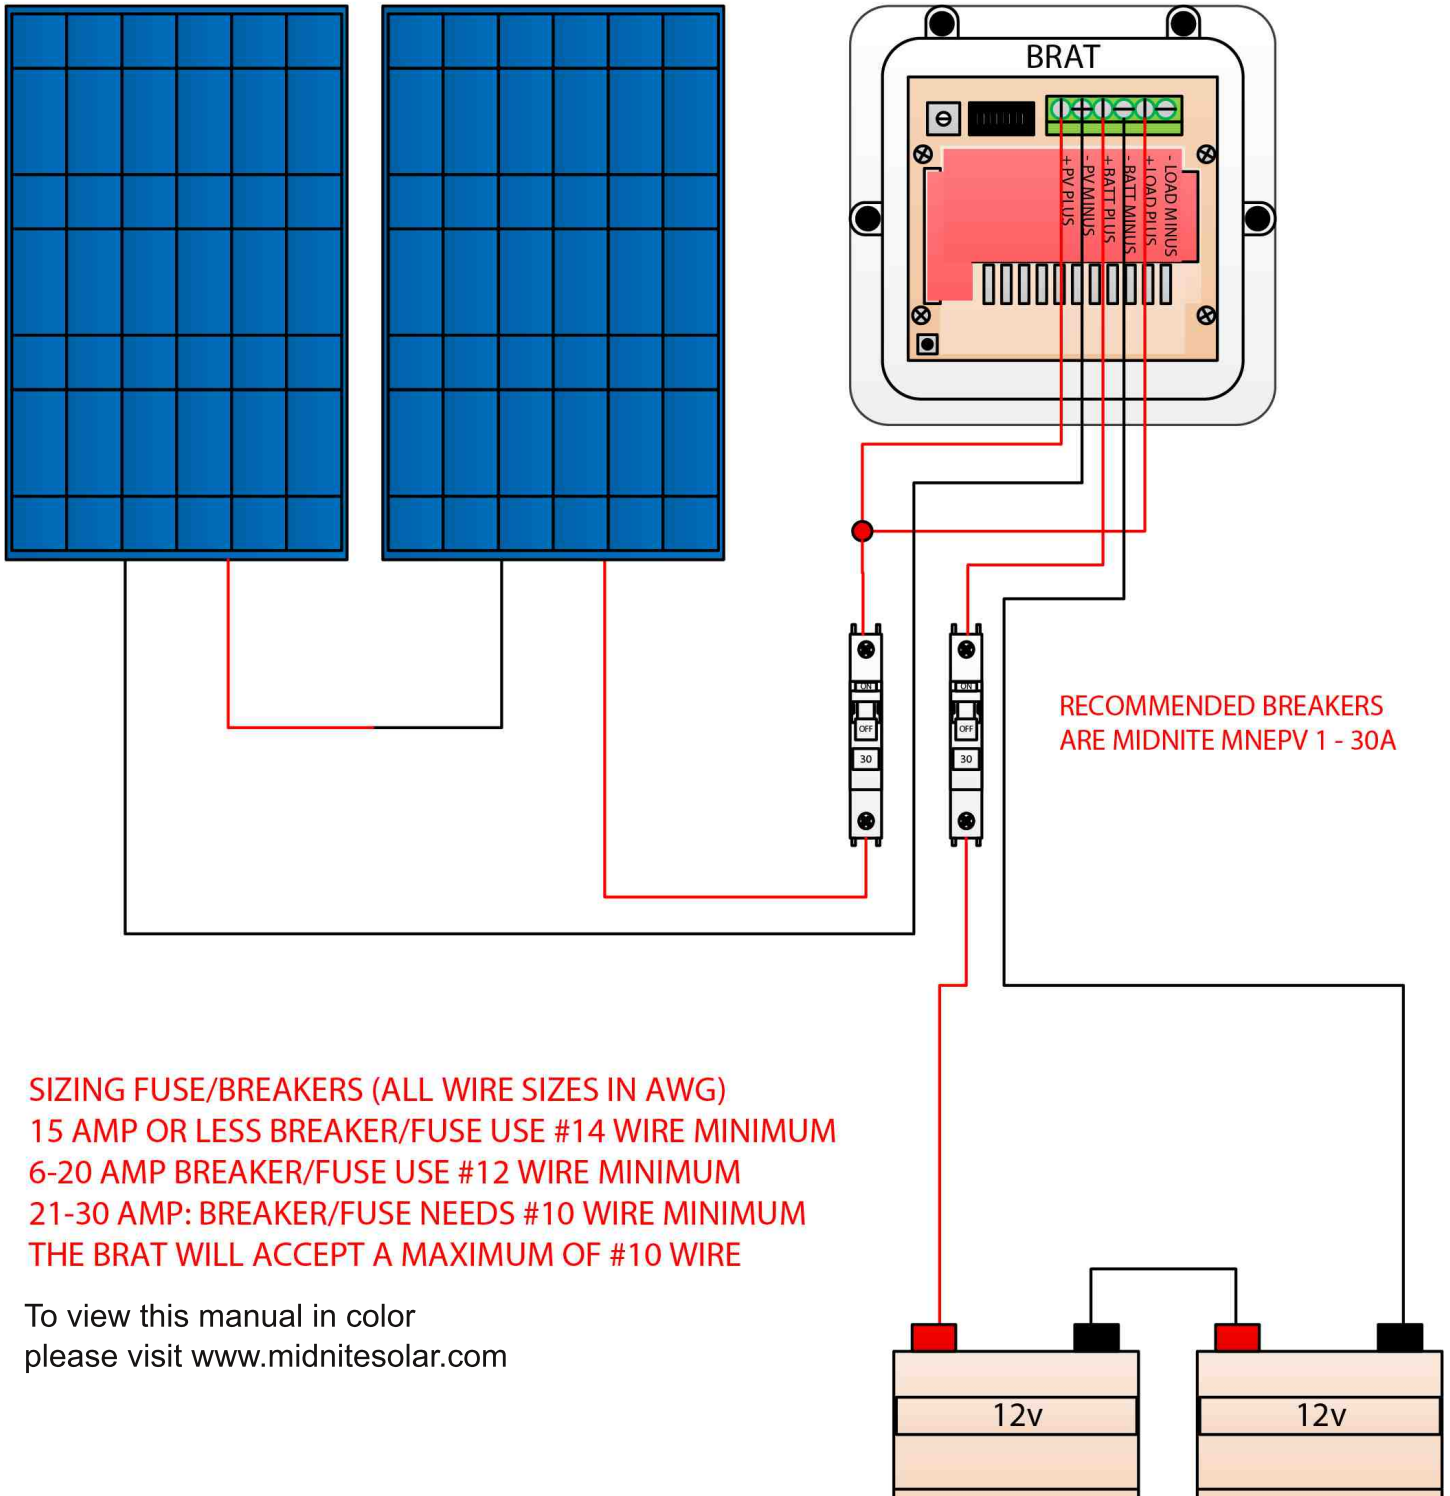 BRAT
+ PV PLUS
- PV MINUS
+ BATT PLUS
- BATT MINUS
+ LOAD PLUS
- LOAD MINUS
ON
OFF
30
ON
OFF
30
RECOMMENDED BREAKERS
ARE MIDNITE MNEPV 1 - 30A
SIZING FUSE/BREAKERS (ALL WIRE SIZES IN AWG)
15 AMP OR LESS BREAKER/FUSE USE #14 WIRE MINIMUM
6-20 AMP BREAKER/FUSE USE #12 WIRE MINIMUM
21-30 AMP: BREAKER/FUSE NEEDS #10 WIRE MINIMUM
THE BRAT WILL ACCEPT A MAXIMUM OF #10 WIRE
To view this manual in color
please visit www.midnitesolar.com
12v
12v